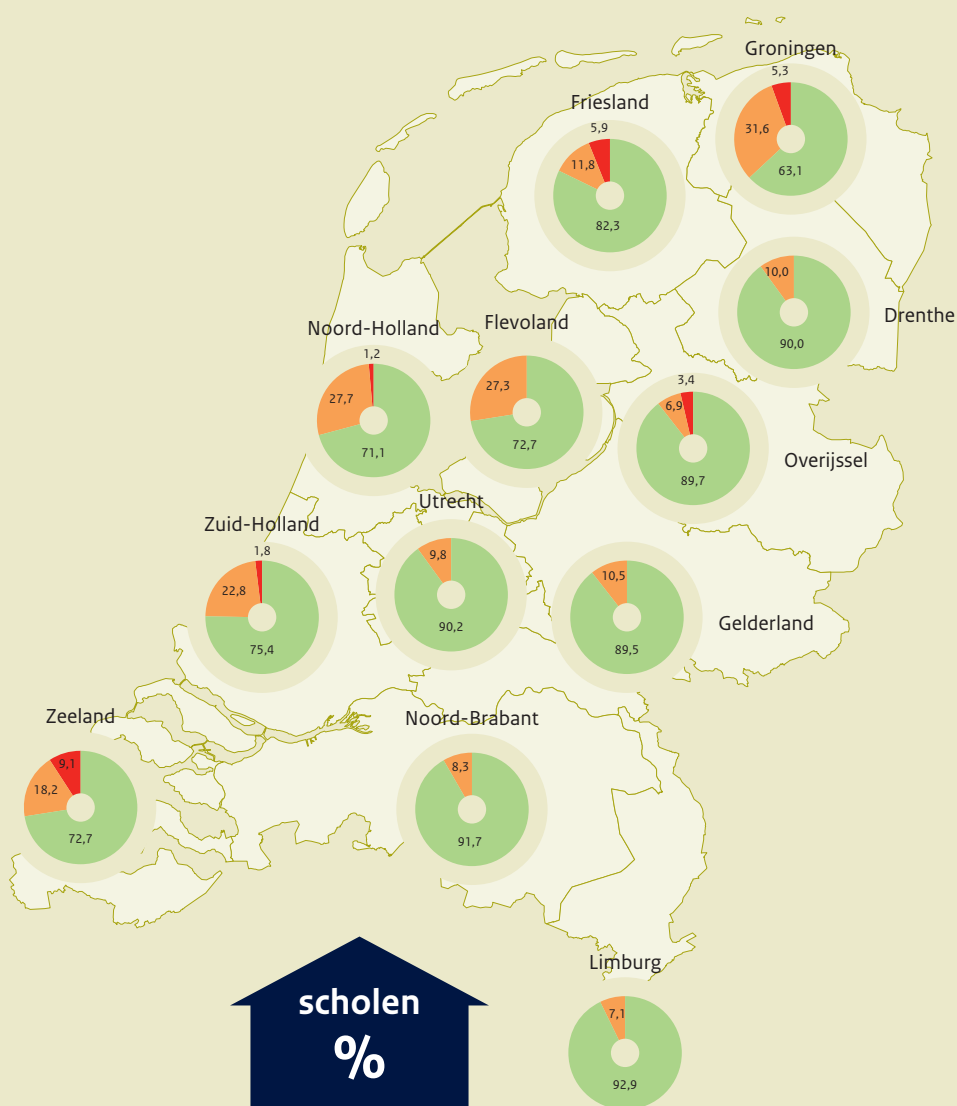 Groningen
5,3
31,6
63,1
Friesland
5,9
11,8
82,3
Drenthe
10,0
90,0
Noord-Holland
1,2
27,7
71,1
Flevoland
27,3
72,7
Overijssel
3,4
6,9
89,7
Utrecht
9,8
90,2
Zuid-Holland
1,8
22,8
75,4
Gelderland
10,5
89,5
Zeeland
9,1
18,2
72,7
Noord-Brabant
8,3
91,7
Limburg
7,1
92,9
scholen
%